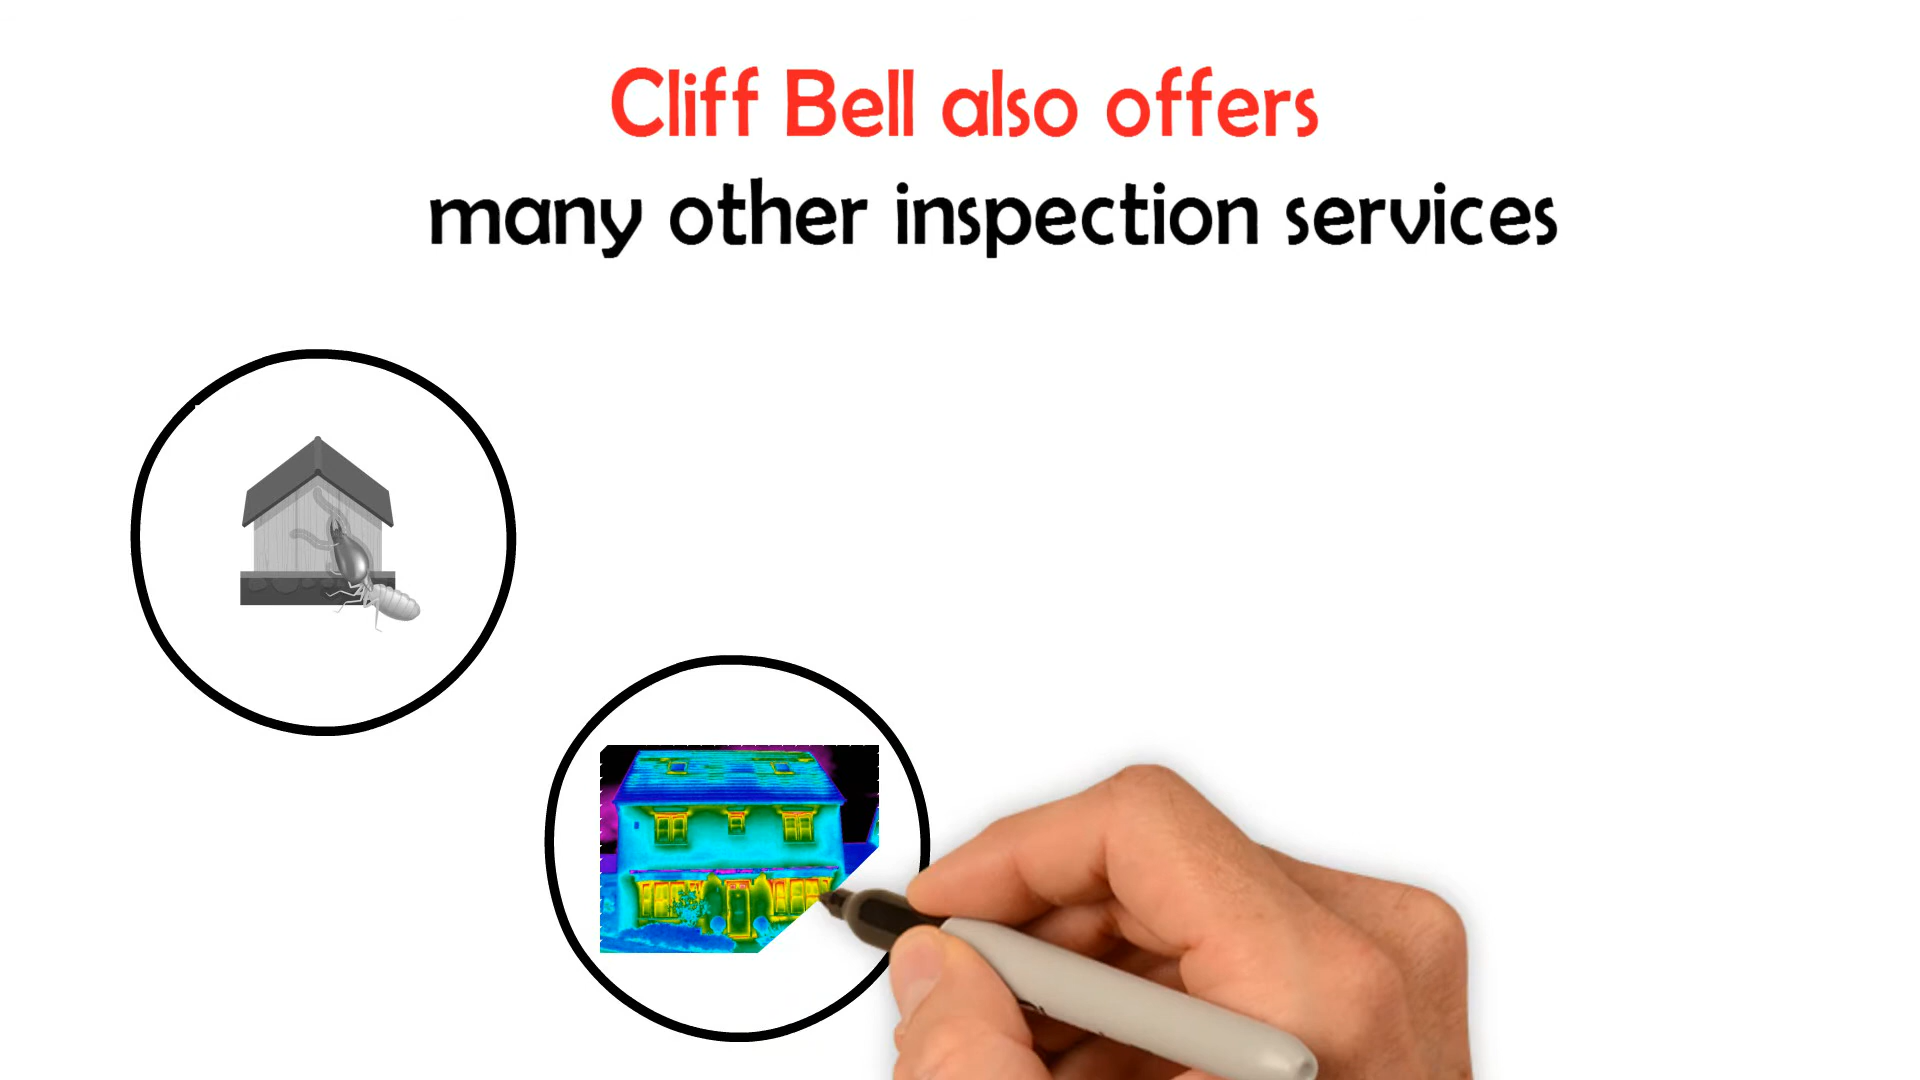 Cliff Bell also offers
many other inspection services